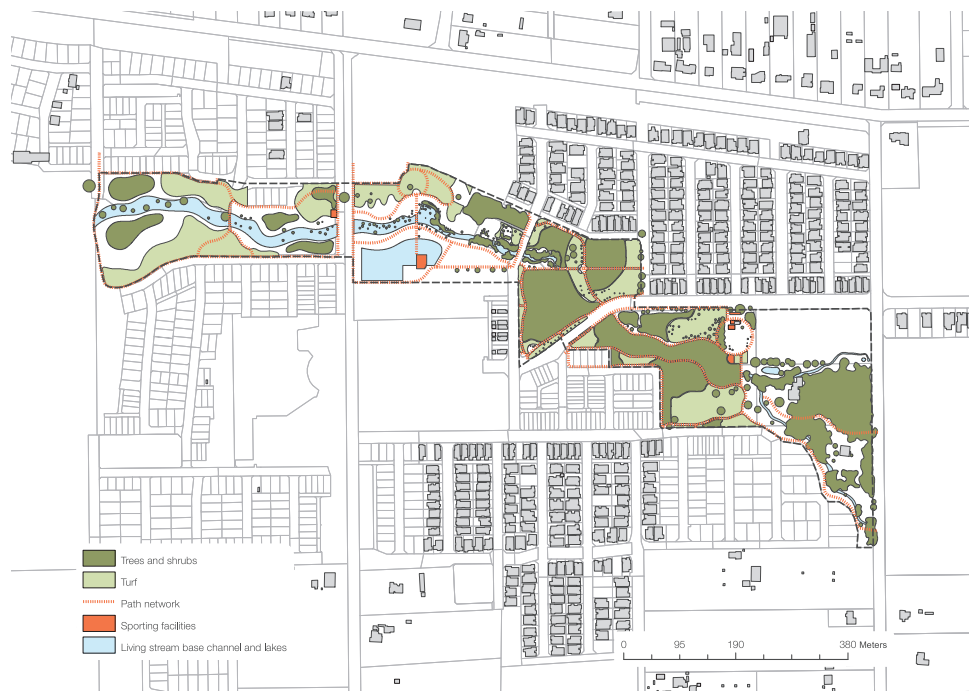 Trees and shrubs
Turf
Path network
Sporting facilities
Living stream base channel and lakes
0 95 190 380 Meters